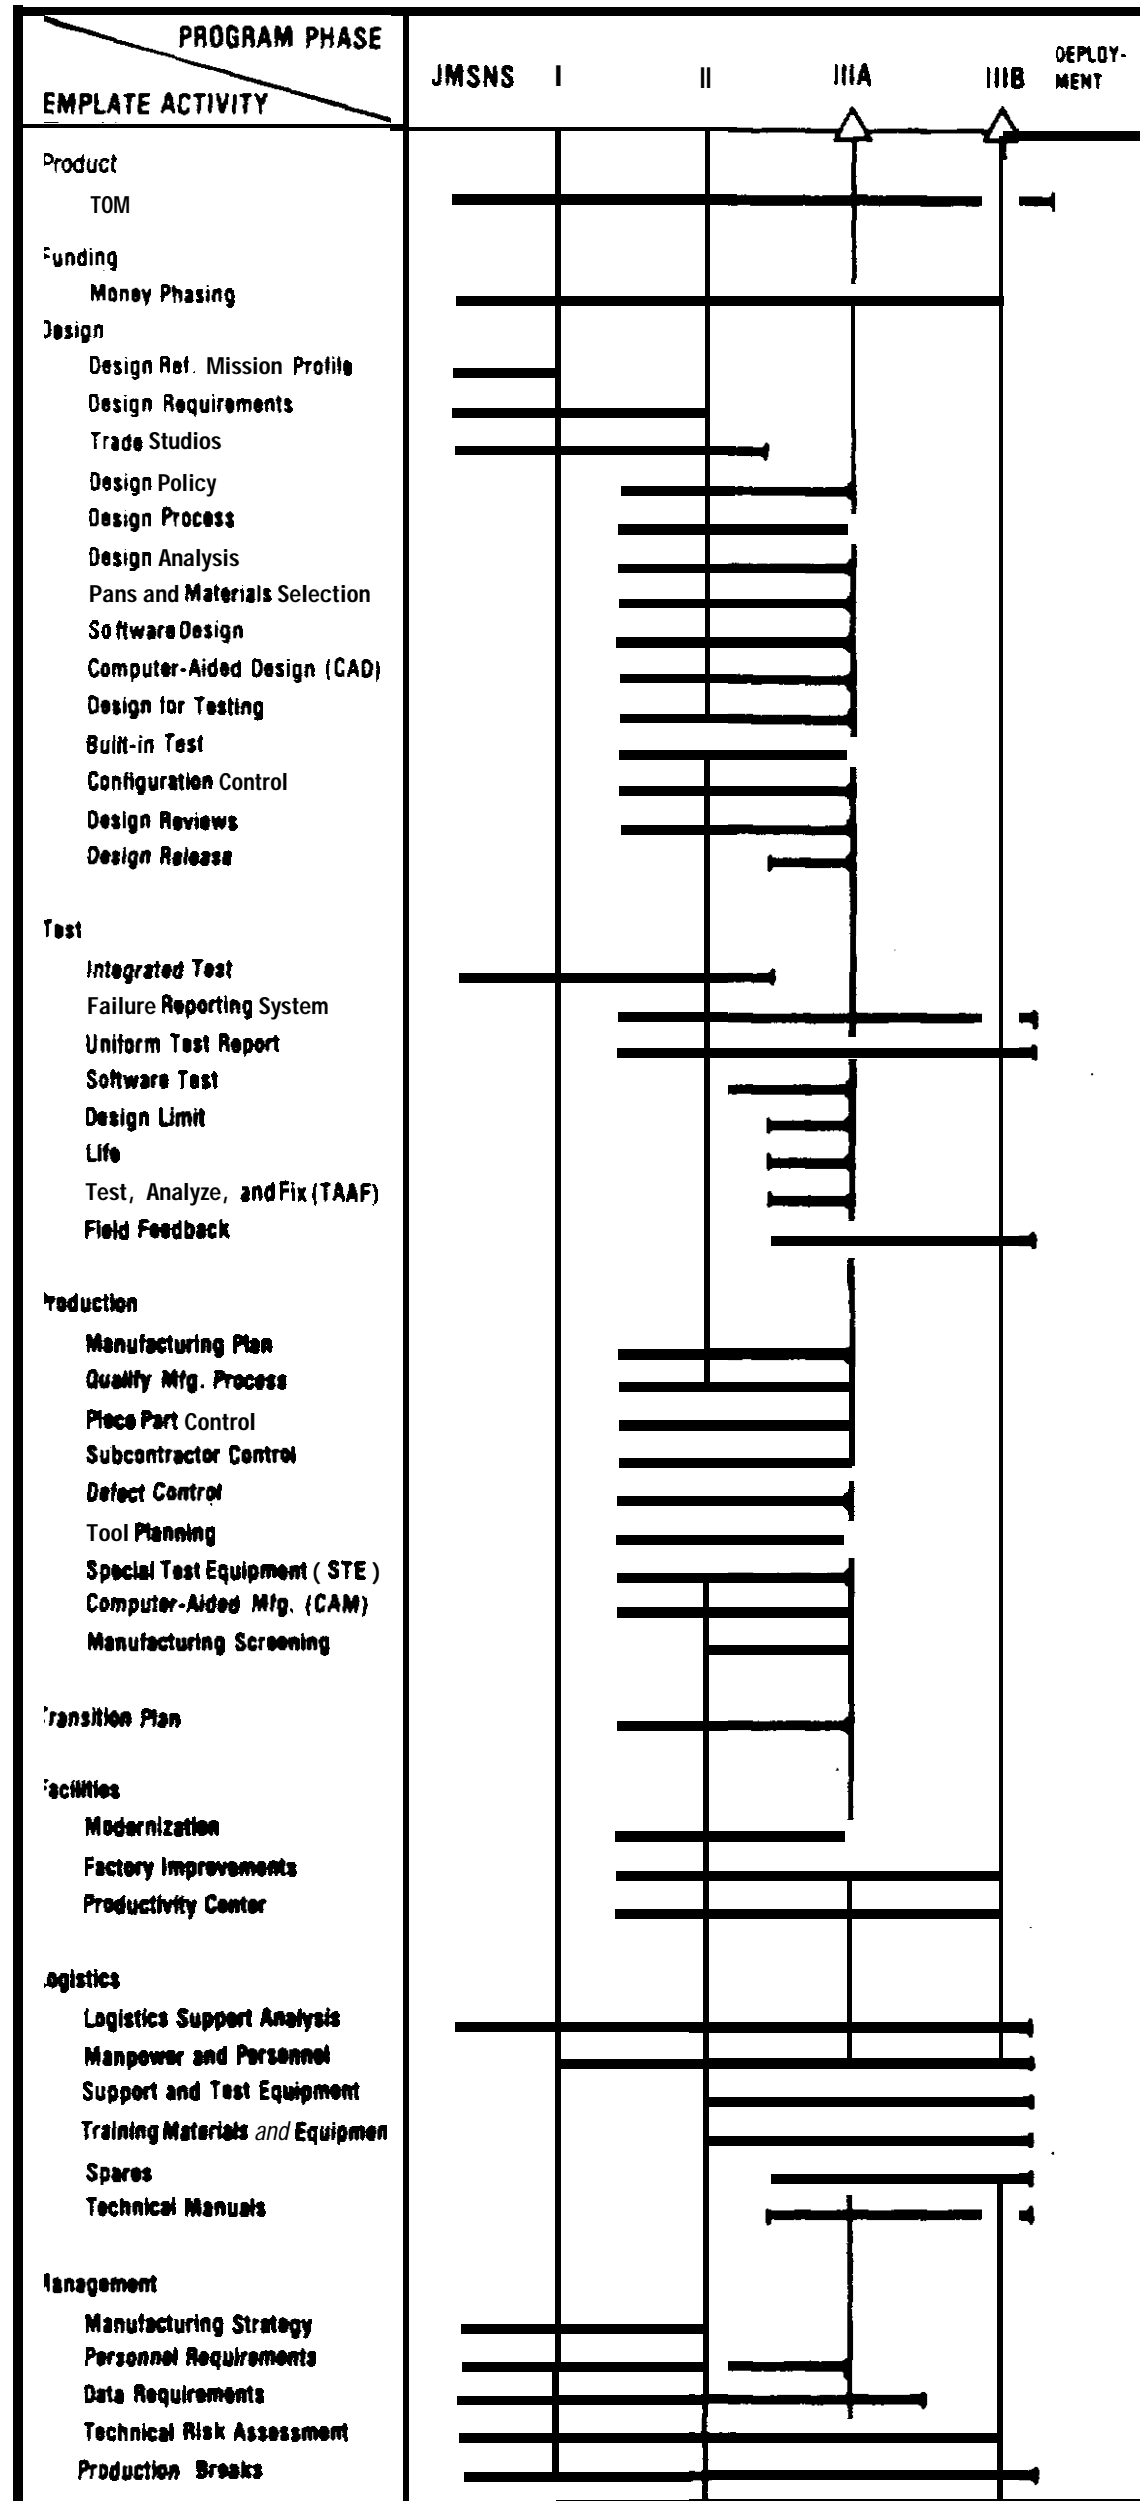 PROGRAM PHASE
EMPLATE ACTIVITY
JMSNS I II IIIA IIIB DEPLOY-
MENT
Product
TOM
Funding
Money Phasing
Design
Design Ref. Mission Profile
Design Requirements
Trade Studios
Design Policy
Design Process
Design Analysis
Pans and Materials Selection
Software Design
Computer-Aided Design (CAD)
Design for Testing
Built-in Test
Configuration Control
Design Reviews
Design Release
Test
Integrated Test
Failure Reporting System
Uniform Test Report
Software Test
Design Limit
Life
Test, Analyze, and Fix (TAAF)
Field Feedback
roduction
Manufacturing Plan
Qualify Mfg. Process
Piece Part Control
Subcontractor Control
Defect Control
Tool Planning
Special Test Equipment ( STE )
Computer-Aided Mfg. (CAM)
Manufacturing Screening
ransition Plan
acilities
Modernization
Factory Improvements
Productivity Center
ogistics
Logistics Support Analysis
Manpower and Personnel
Support and Test Equipment
Training Materials and Equipmen
Spares
Technical Manuals
anagement
Manufacturing Strategy
Personnel Requirements
Data Requirements
Technical Risk Assessment
Production Breaks